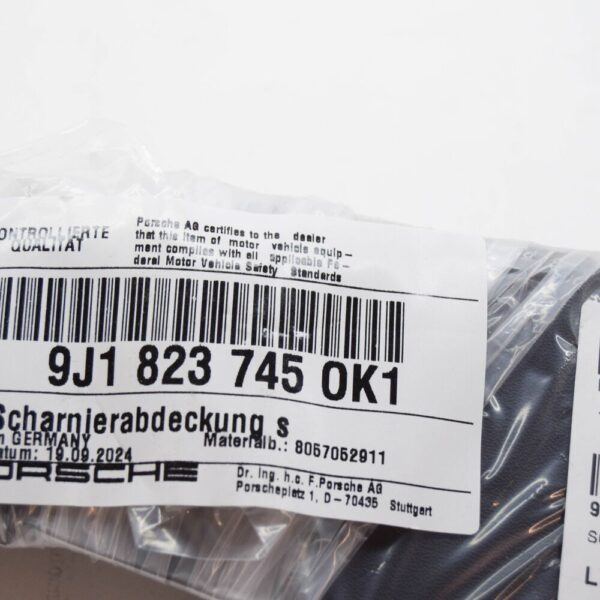 ONTROLLIERTE
QUALITÄT
Porsche AG certifies to the dealer
that this item of motor vehicle equip-
ment complies with all applicable Fe-
deral Motor Vehicle Safety Standards
9J1 823 745 OK1
Scharnierabdeckung s
n GERMANY
Materialb.: 8057052911
atum: 19.09.2024
ORSCHE
Dr. Ing. h.c. F.Porsche AG
Porscheplatz 1, D-70435 Stuttgart
9
L